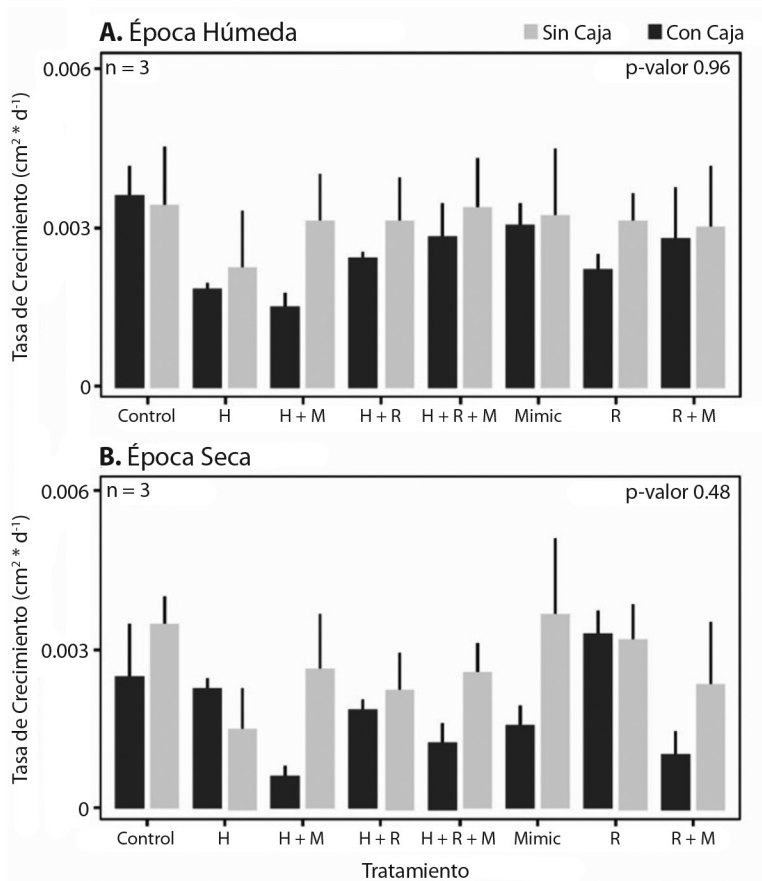 A. Época Húmeda
Sin Caja Con Caja
0.006
n = 3
p-valor 0.96
Tasa de Crecimiento (cm² * d⁻¹)
0.003
0
Control H H + M H + R H + R + M Mimic R R + M
B. Época Seca
0.006
n = 3
p-valor 0.48
Tasa de Crecimiento (cm² * d⁻¹)
0.003
0
Control H H + M H + R H + R + M Mimic R R + M
Tratamiento